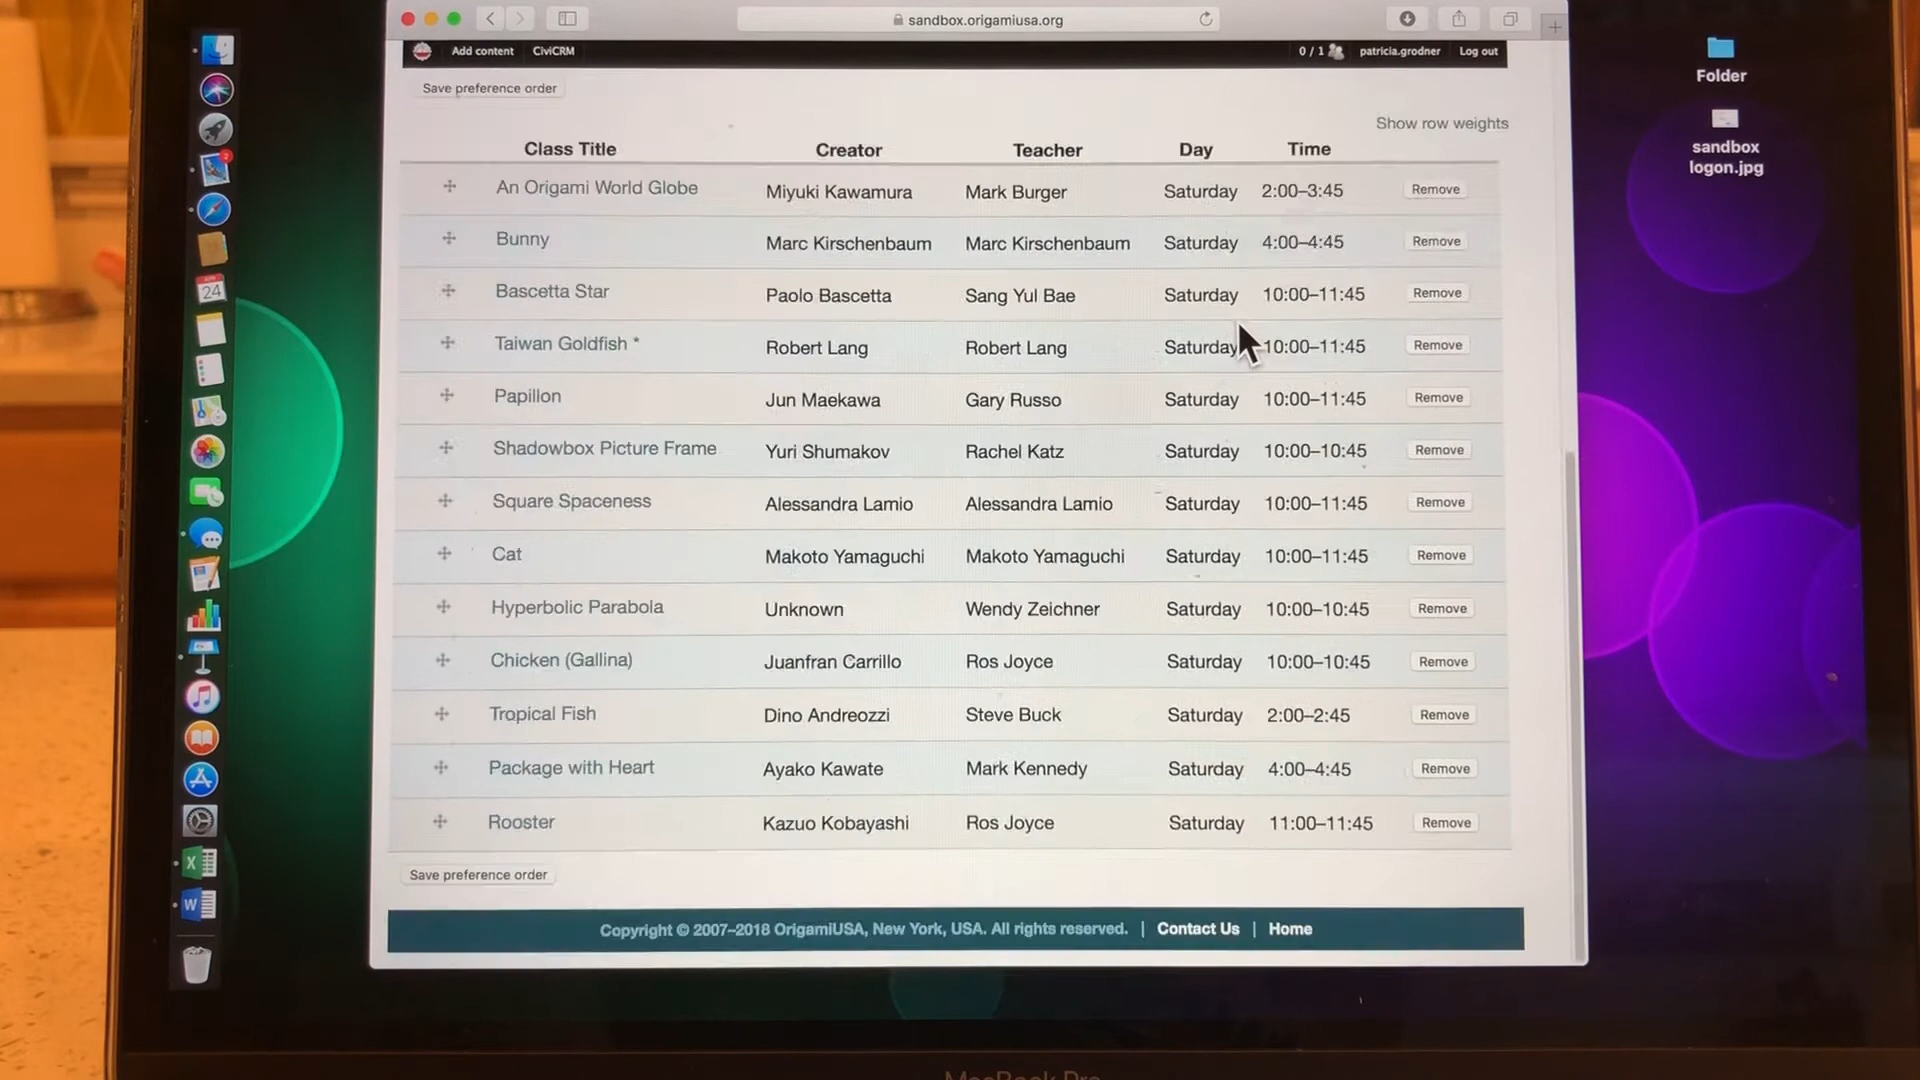 sandbox.origamiusa.org
Add content CiviCRM 0 / 1 patricia.grodner Log out
Folder
sandbox
logon.jpg
Save preference order
Show row weights
Class Title Creator Teacher Day Time
An Origami World Globe Miyuki Kawamura Mark Burger Saturday 2:00–3:45 Remove
Bunny Marc Kirschenbaum Marc Kirschenbaum Saturday 4:00–4:45 Remove
Bascetta Star Paolo Bascetta Sang Yul Bae Saturday 10:00–11:45 Remove
Taiwan Goldfish * Robert Lang Robert Lang Saturday 10:00–11:45 Remove
Papillon Jun Maekawa Gary Russo Saturday 10:00–11:45 Remove
Shadowbox Picture Frame Yuri Shumakov Rachel Katz Saturday 10:00–10:45 Remove
Square Spaceness Alessandra Lamio Alessandra Lamio Saturday 10:00–11:45 Remove
Cat Makoto Yamaguchi Makoto Yamaguchi Saturday 10:00–11:45 Remove
Hyperbolic Parabola Unknown Wendy Zeichner Saturday 10:00–10:45 Remove
Chicken (Gallina) Juanfran Carrillo Ros Joyce Saturday 10:00–10:45 Remove
Tropical Fish Dino Andreozzi Steve Buck Saturday 2:00–2:45 Remove
Package with Heart Ayako Kawate Mark Kennedy Saturday 4:00–4:45 Remove
Rooster Kazuo Kobayashi Ros Joyce Saturday 11:00–11:45 Remove
Save preference order
Copyright © 2007–2018 OrigamiUSA, New York, USA. All rights reserved. | Contact Us | Home
24
MacBook Pro